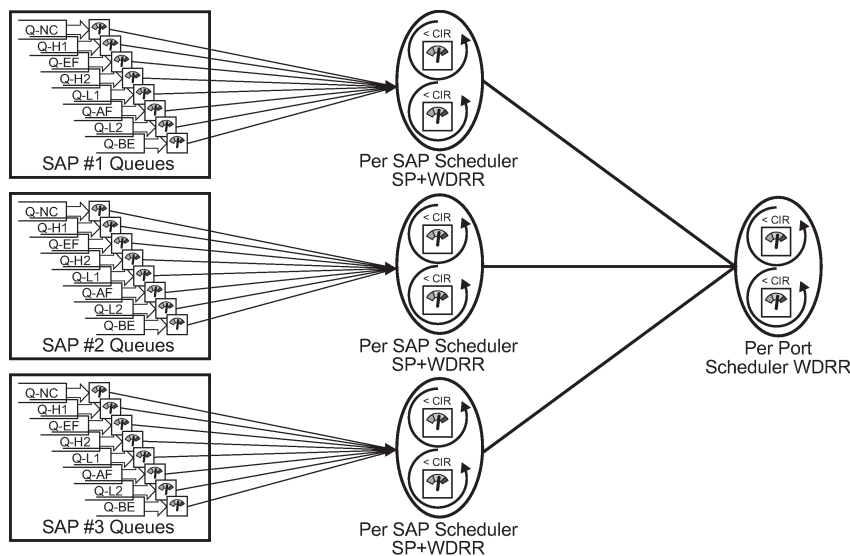 Q-NC
Q-H1
Q-EF
Q-H2
Q-L1
Q-AF
Q-L2
Q-BE
SAP #1 Queues
< CIR
< CIR
Per SAP Scheduler
SP+WDRR
Q-NC
Q-H1
Q-EF
Q-H2
Q-L1
Q-AF
Q-L2
Q-BE
SAP #2 Queues
< CIR
< CIR
Per SAP Scheduler
SP+WDRR
Q-NC
Q-H1
Q-EF
Q-H2
Q-L1
Q-AF
Q-L2
Q-BE
SAP #3 Queues
< CIR
< CIR
Per SAP Scheduler
SP+WDRR
< CIR
< CIR
Per Port
Scheduler WDRR